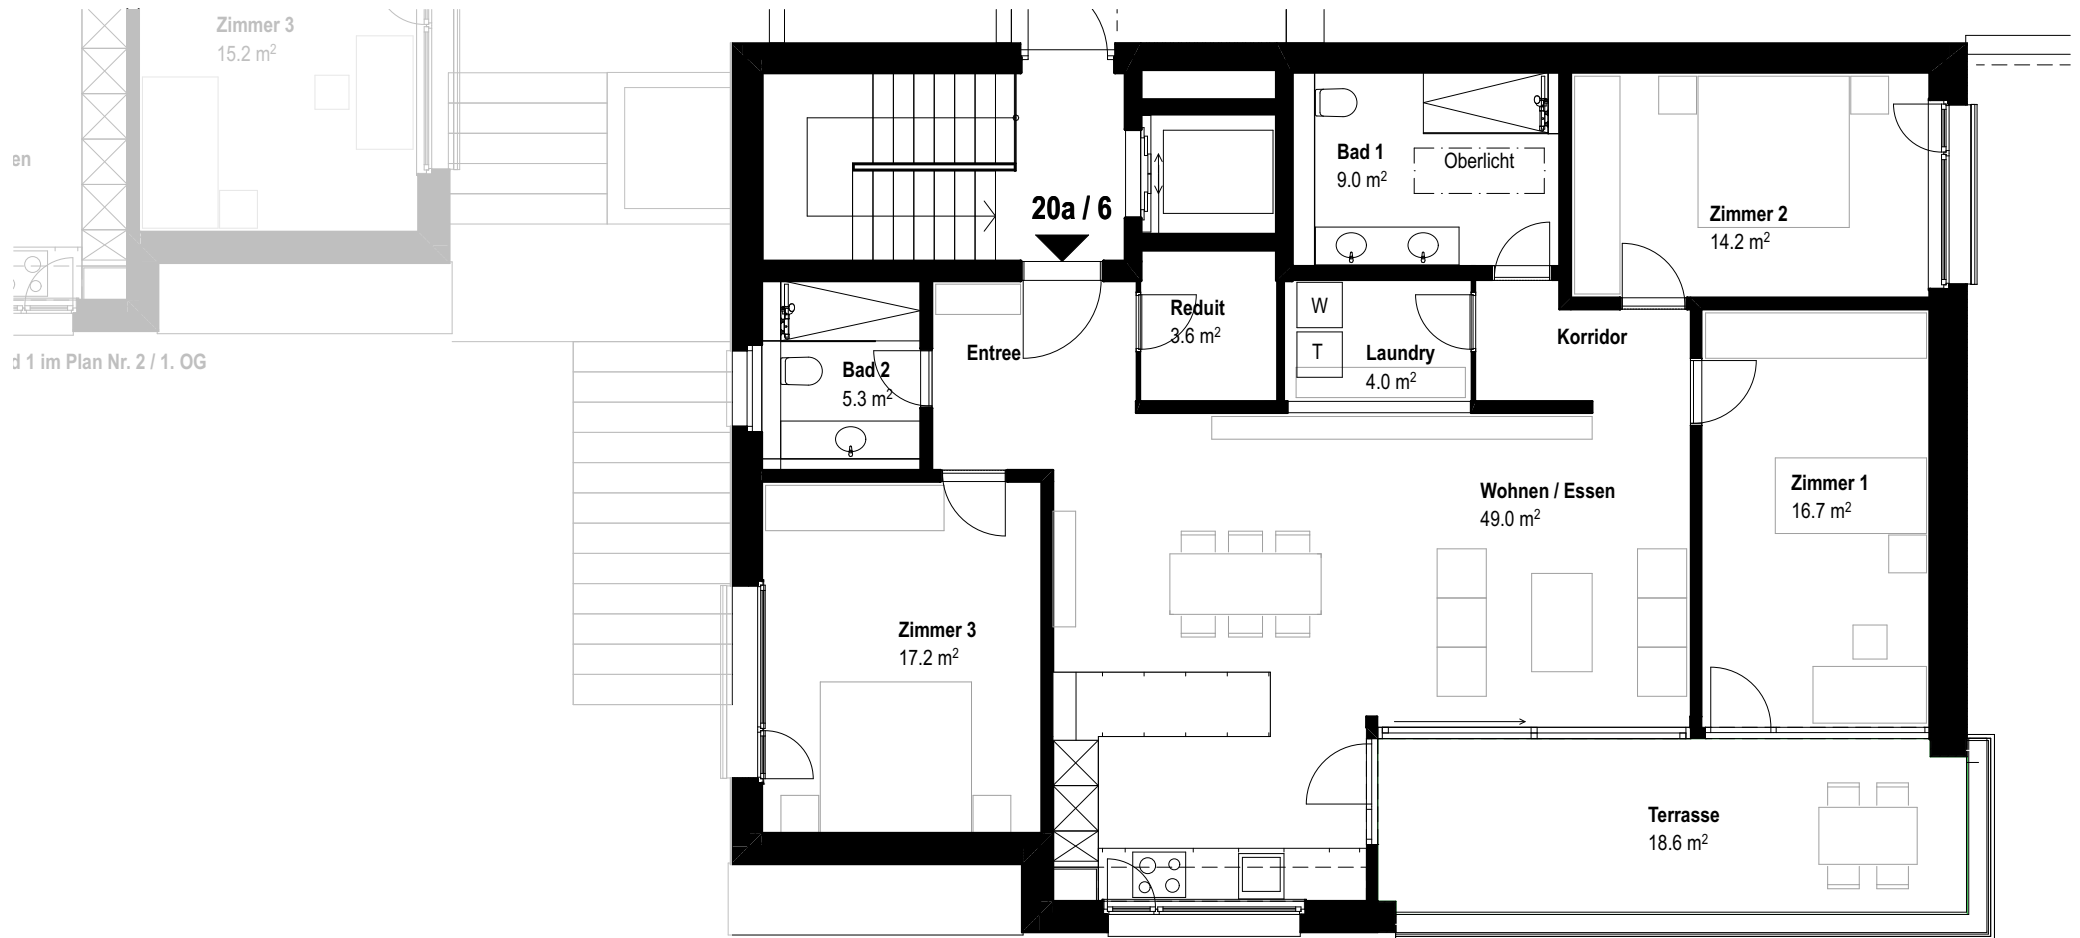 Zimmer 3
15.2 m²
en
d 1 im Plan Nr. 2 / 1. OG
20a / 6
Bad 1
9.0 m²
Oberlicht
Zimmer 2
14.2 m²
Reduit
3.6 m²
W
T
Laundry
4.0 m²
Korridor
Entree
Bad 2
5.3 m²
Wohnen / Essen
49.0 m²
Zimmer 1
16.7 m²
Zimmer 3
17.2 m²
Terrasse
18.6 m²